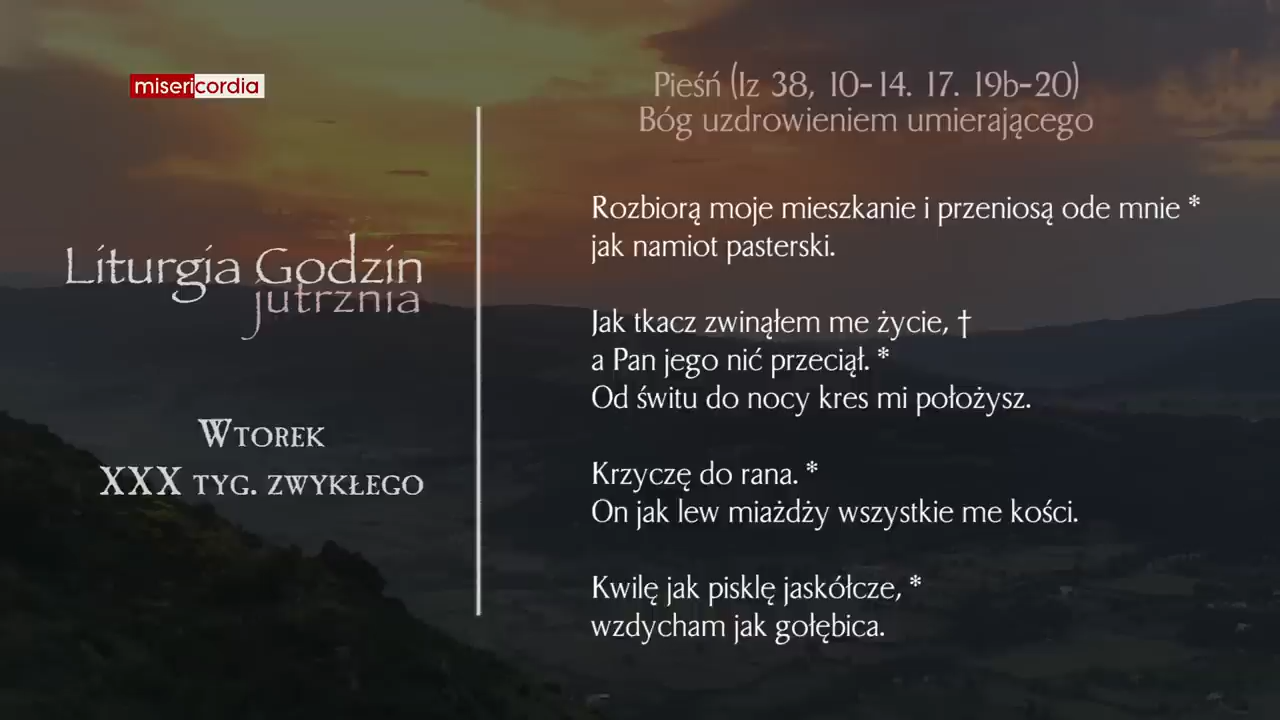 misericordia
Liturgia Godzin
jutrznia
Wtorek
XXX tyg. zwykłego
Pieśń (Iz 38, 10-14. 17. 19b-20)
Bóg uzdrowieniem umierającego
Rozbiorą moje mieszkanie i przeniosą ode mnie *
jak namiot pasterski.
Jak tkacz zwinąłem me życie, †
a Pan jego nić przeciął. *
Od świtu do nocy kres mi położysz.
Krzyczę do rana. *
On jak lew miażdży wszystkie me kości.
Kwilę jak pisklę jaskółcze, *
wzdycham jak gołębica.